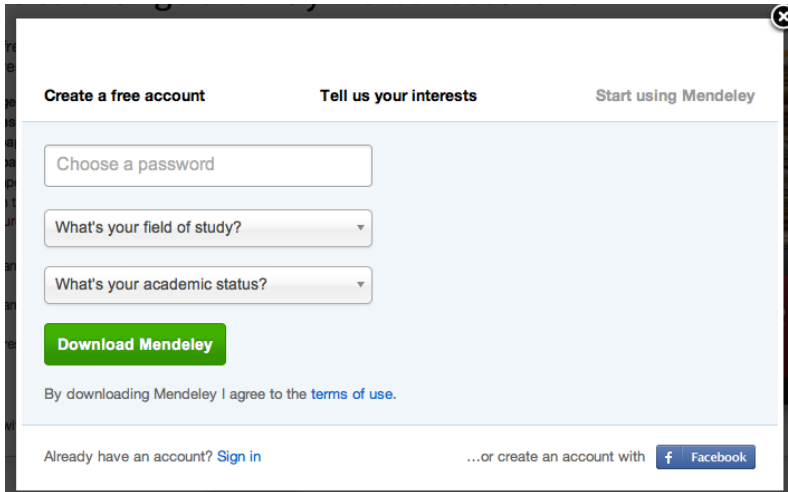 Create a free account Tell us your interests Start using Mendeley
Choose a password
What's your field of study?
What's your academic status?
Download Mendeley
By downloading Mendeley I agree to the terms of use.
Already have an account? Sign in ...or create an account with f Facebook